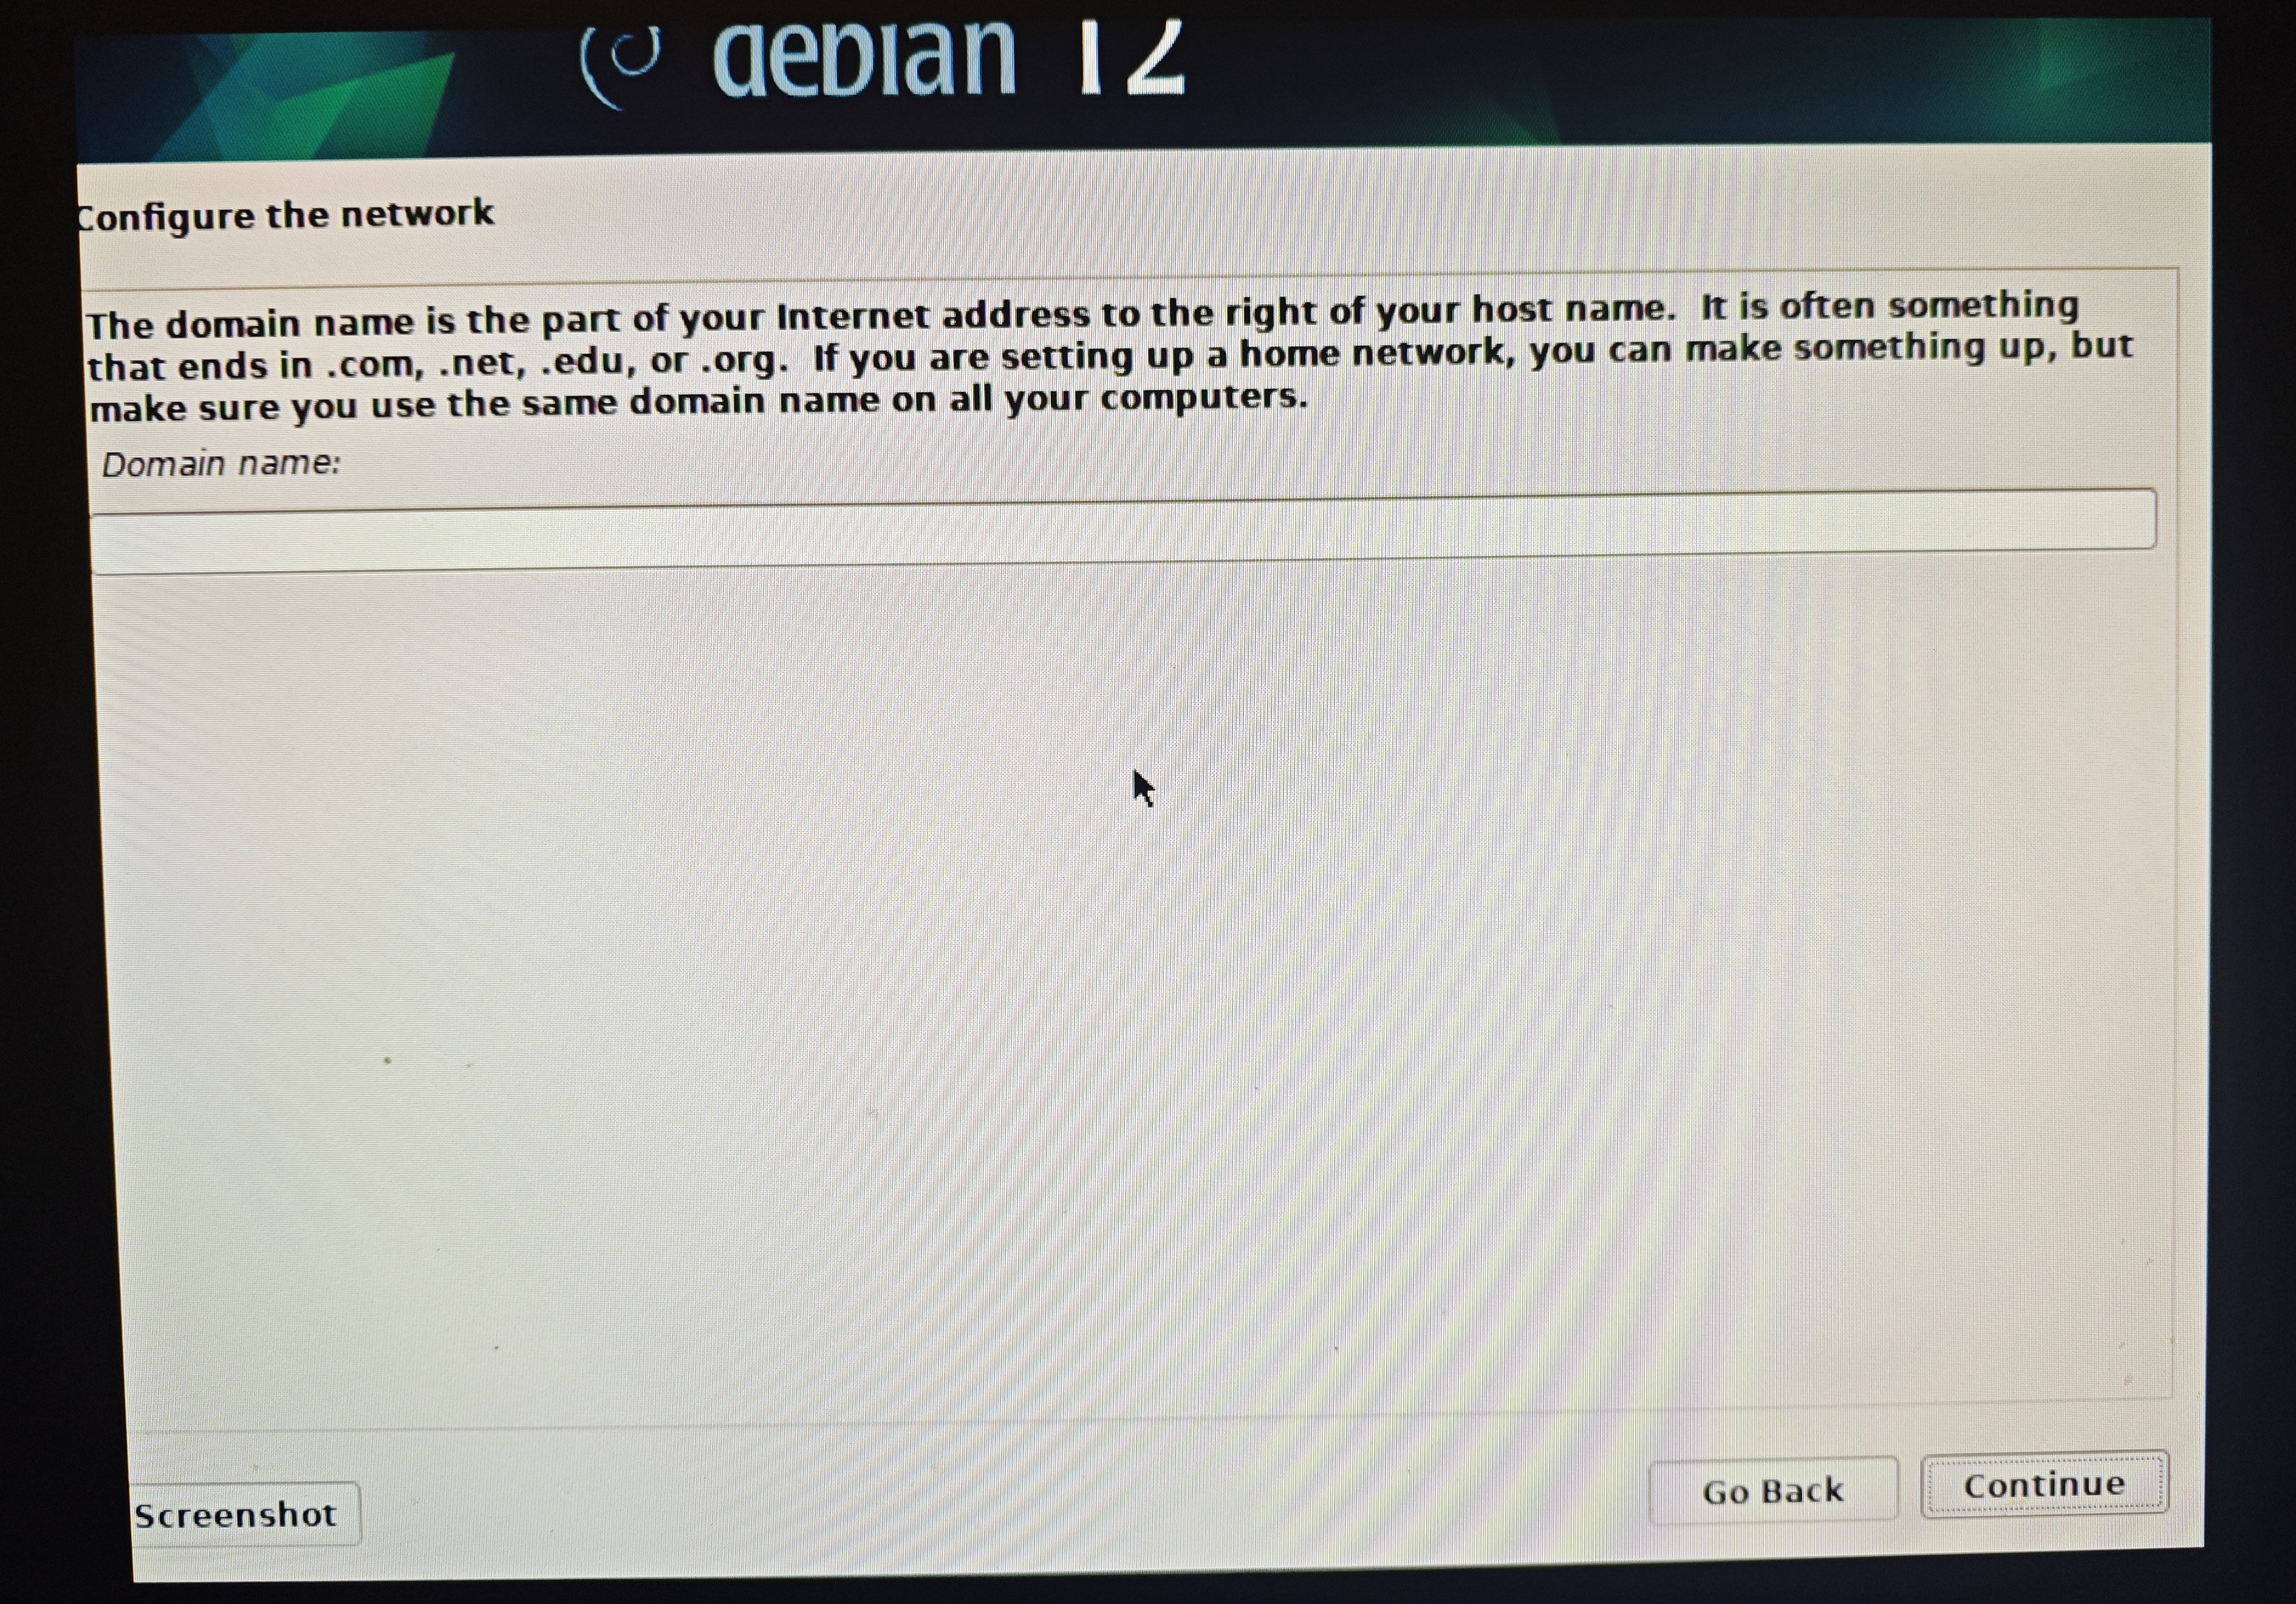 debian 12
Configure the network
The domain name is the part of your Internet address to the right of your host name.  It is often something
that ends in .com, .net, .edu, or .org.  If you are setting up a home network, you can make something up, but
make sure you use the same domain name on all your computers.
Domain name:
Screenshot
Go Back
Continue